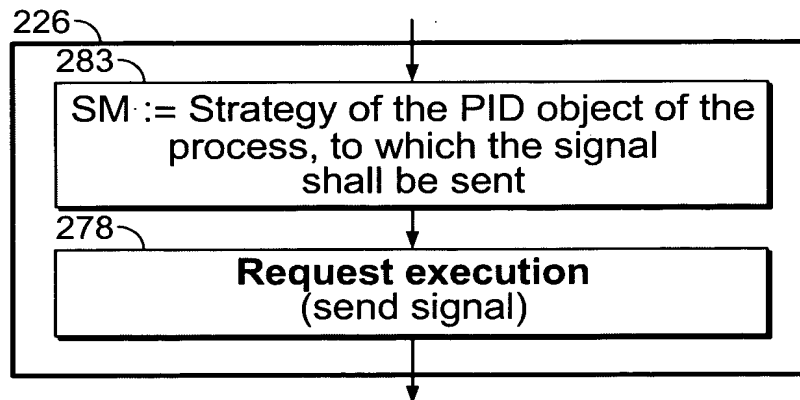 226
283
SM := Strategy of the PID object of the
process, to which the signal
shall be sent
278
Request execution
(send signal)